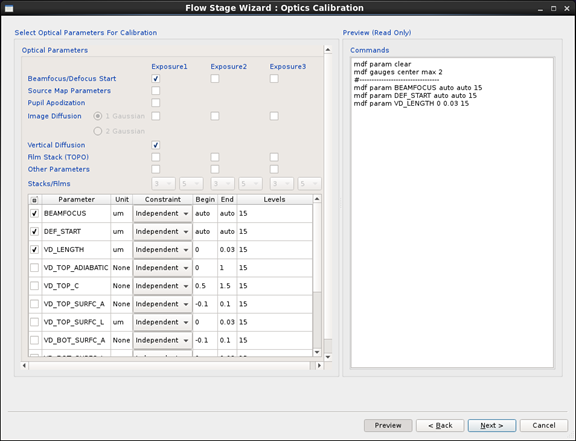 Flow Stage Wizard : Optics Calibration
Select Optical Parameters For Calibration
Optical Parameters
Exposure1 Exposure2 Exposure3
Beamfocus/Defocus Start
Source Map Parameters
Pupil Apodization
Image Diffusion 1 Gaussian
2 Gaussian
Vertical Diffusion
Film Stack (TOPO)
Other Parameters
Stacks/Films 3 5 3 5 3 5
Parameter Unit Constraint Begin End Levels
BEAMFOCUS um Independent auto auto 15
DEF_START um Independent auto auto 15
VD_LENGTH um Independent 0 0.03 15
VD_TOP_ADIABATIC None Independent 0 1 15
VD_TOP_C None Independent 0.5 1.5 15
VD_TOP_SURFC_A None Independent -0.1 0.1 15
VD_TOP_SURFC_L um Independent 0 0.03 15
VD_BOT_SURFC_A None Independent -0.1 0.1 15
Preview (Read Only)
Commands
mdf param clear
mdf gauges center max 2
#--------------------------------
mdf param BEAMFOCUS auto auto 15
mdf param DEF_START auto auto 15
mdf param VD_LENGTH 0 0.03 15
Preview < Back Next > Cancel